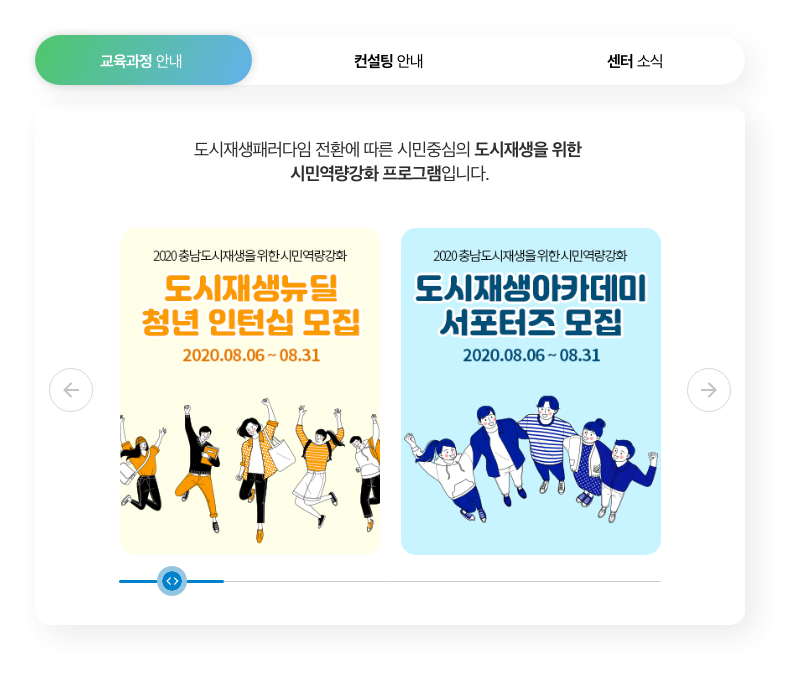 교육과정 안내
컨설팅 안내
센터 소식
도시재생패러다임 전환에 따른 시민중심의 도시재생을 위한
시민역량강화 프로그램입니다.
2020 충남도시재생을 위한 시민역량강화
도시재생뉴딜
청년 인턴십 모집
2020.08.06 ~ 08.31
2020 충남도시재생을 위한 시민역량강화
도시재생아카데미
서포터즈 모집
2020.08.06 ~ 08.31